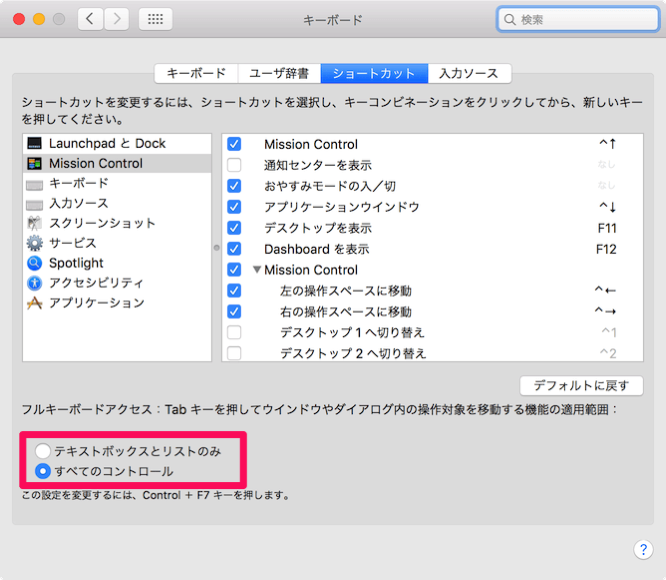 キーボード
検索
キーボード ユーザ辞書 ショートカット 入力ソース
ショートカットを変更するには、ショートカットを選択し、キーコンビネーションをクリックしてから、新しいキー
を押してください。
Launchpad と Dock
Mission Control
キーボード
入力ソース
スクリーンショット
サービス
Spotlight
アクセシビリティ
アプリケーション
Mission Control ^↑
通知センターを表示 なし
おやすみモードの入／切 なし
アプリケーションウインドウ ^↓
デスクトップを表示 F11
Dashboard を表示 F12
Mission Control
左の操作スペースに移動 ^←
右の操作スペースに移動 ^→
デスクトップ 1 へ切り替え ^1
デスクトップ 2 へ切り替え ^2
デフォルトに戻す
フルキーボードアクセス：Tab キーを押してウインドウやダイアログ内の操作対象を移動する機能の適用範囲：
テキストボックスとリストのみ
すべてのコントロール
この設定を変更するには、Control + F7 キーを押します。
?